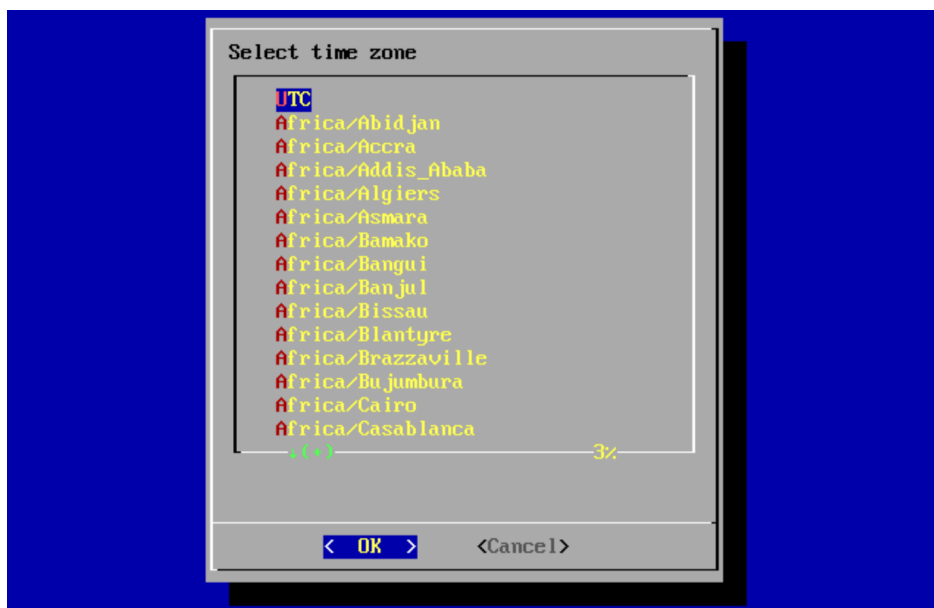 Select time zone
UTC
Africa/Abidjan
Africa/Accra
Africa/Addis_Ababa
Africa/Algiers
Africa/Asmara
Africa/Bamako
Africa/Bangui
Africa/Banjul
Africa/Bissau
Africa/Blantyre
Africa/Brazzaville
Africa/Bujumbura
Africa/Cairo
Africa/Casablanca
↓(+) 3%
< OK > <Cancel>